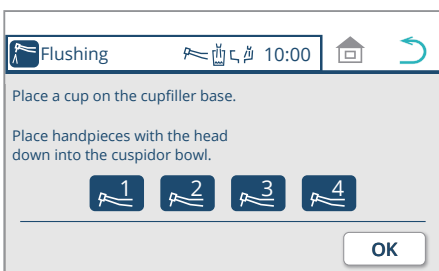 Flushing 10:00
Place a cup on the cupfiller base.
Place handpieces with the head
down into the cuspidor bowl.
1 2 3 4
OK